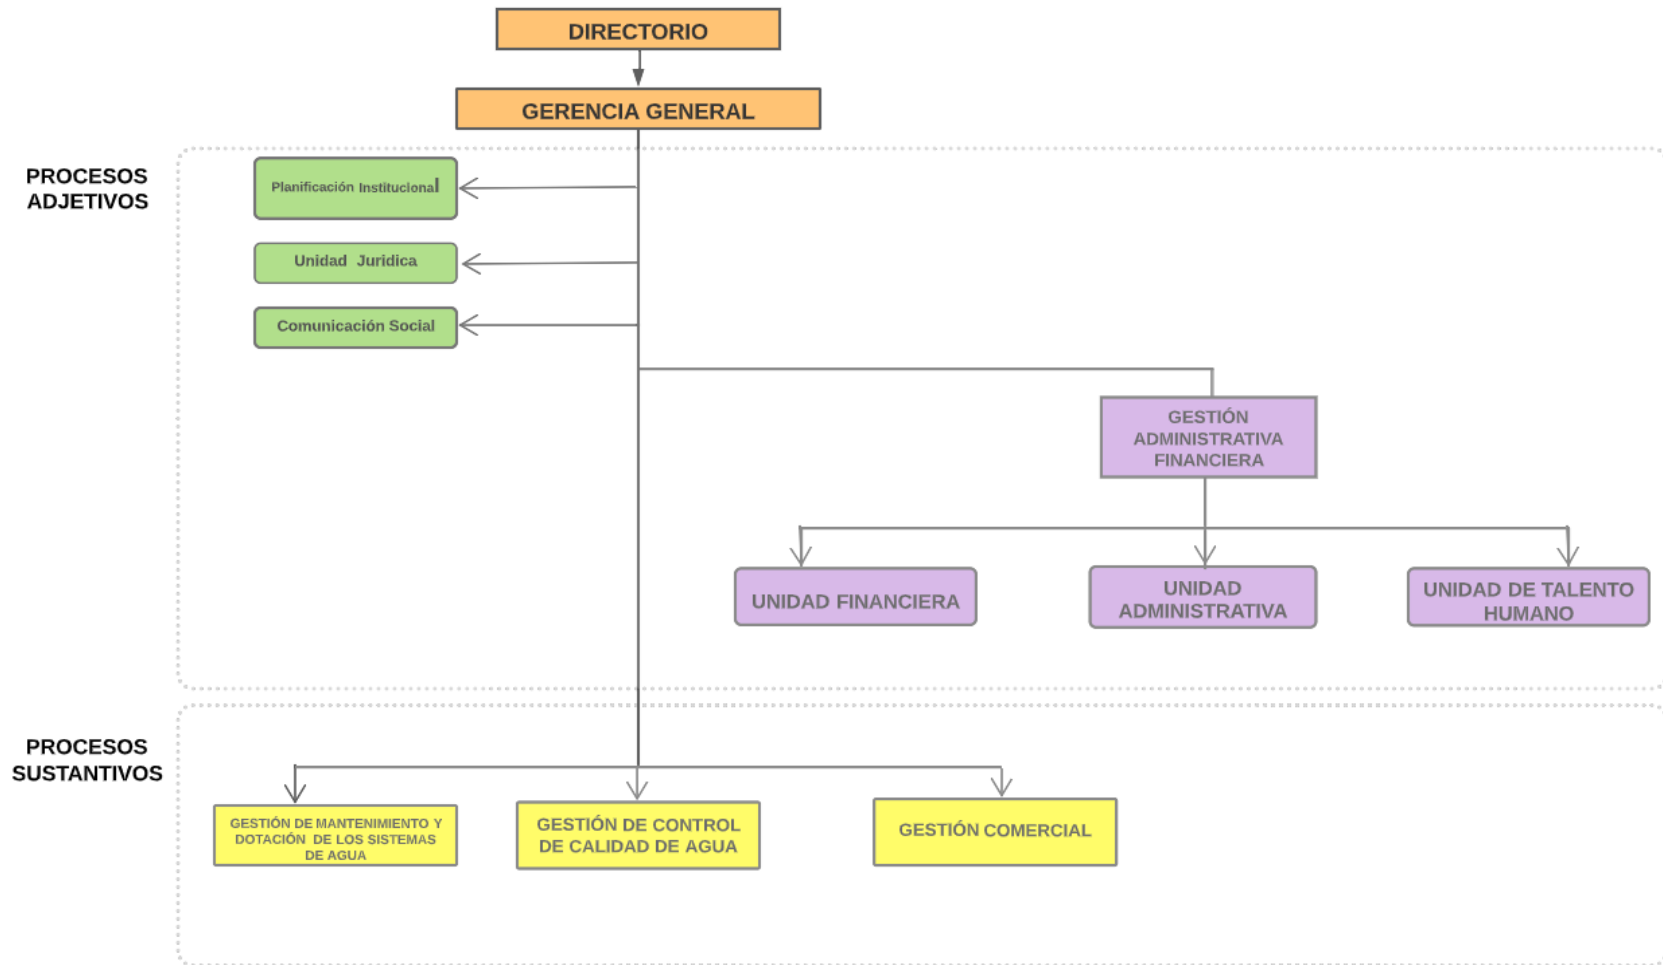 DIRECTORIO
GERENCIA GENERAL
PROCESOS
ADJETIVOS
Planificación Institucional
Unidad Juridica
Comunicación Social
GESTIÓN
ADMINISTRATIVA
FINANCIERA
UNIDAD FINANCIERA
UNIDAD
ADMINISTRATIVA
UNIDAD DE TALENTO
HUMANO
PROCESOS
SUSTANTIVOS
GESTIÓN DE MANTENIMIENTO Y
DOTACIÓN DE LOS SISTEMAS
DE AGUA
GESTIÓN DE CONTROL
DE CALIDAD DE AGUA
GESTIÓN COMERCIAL